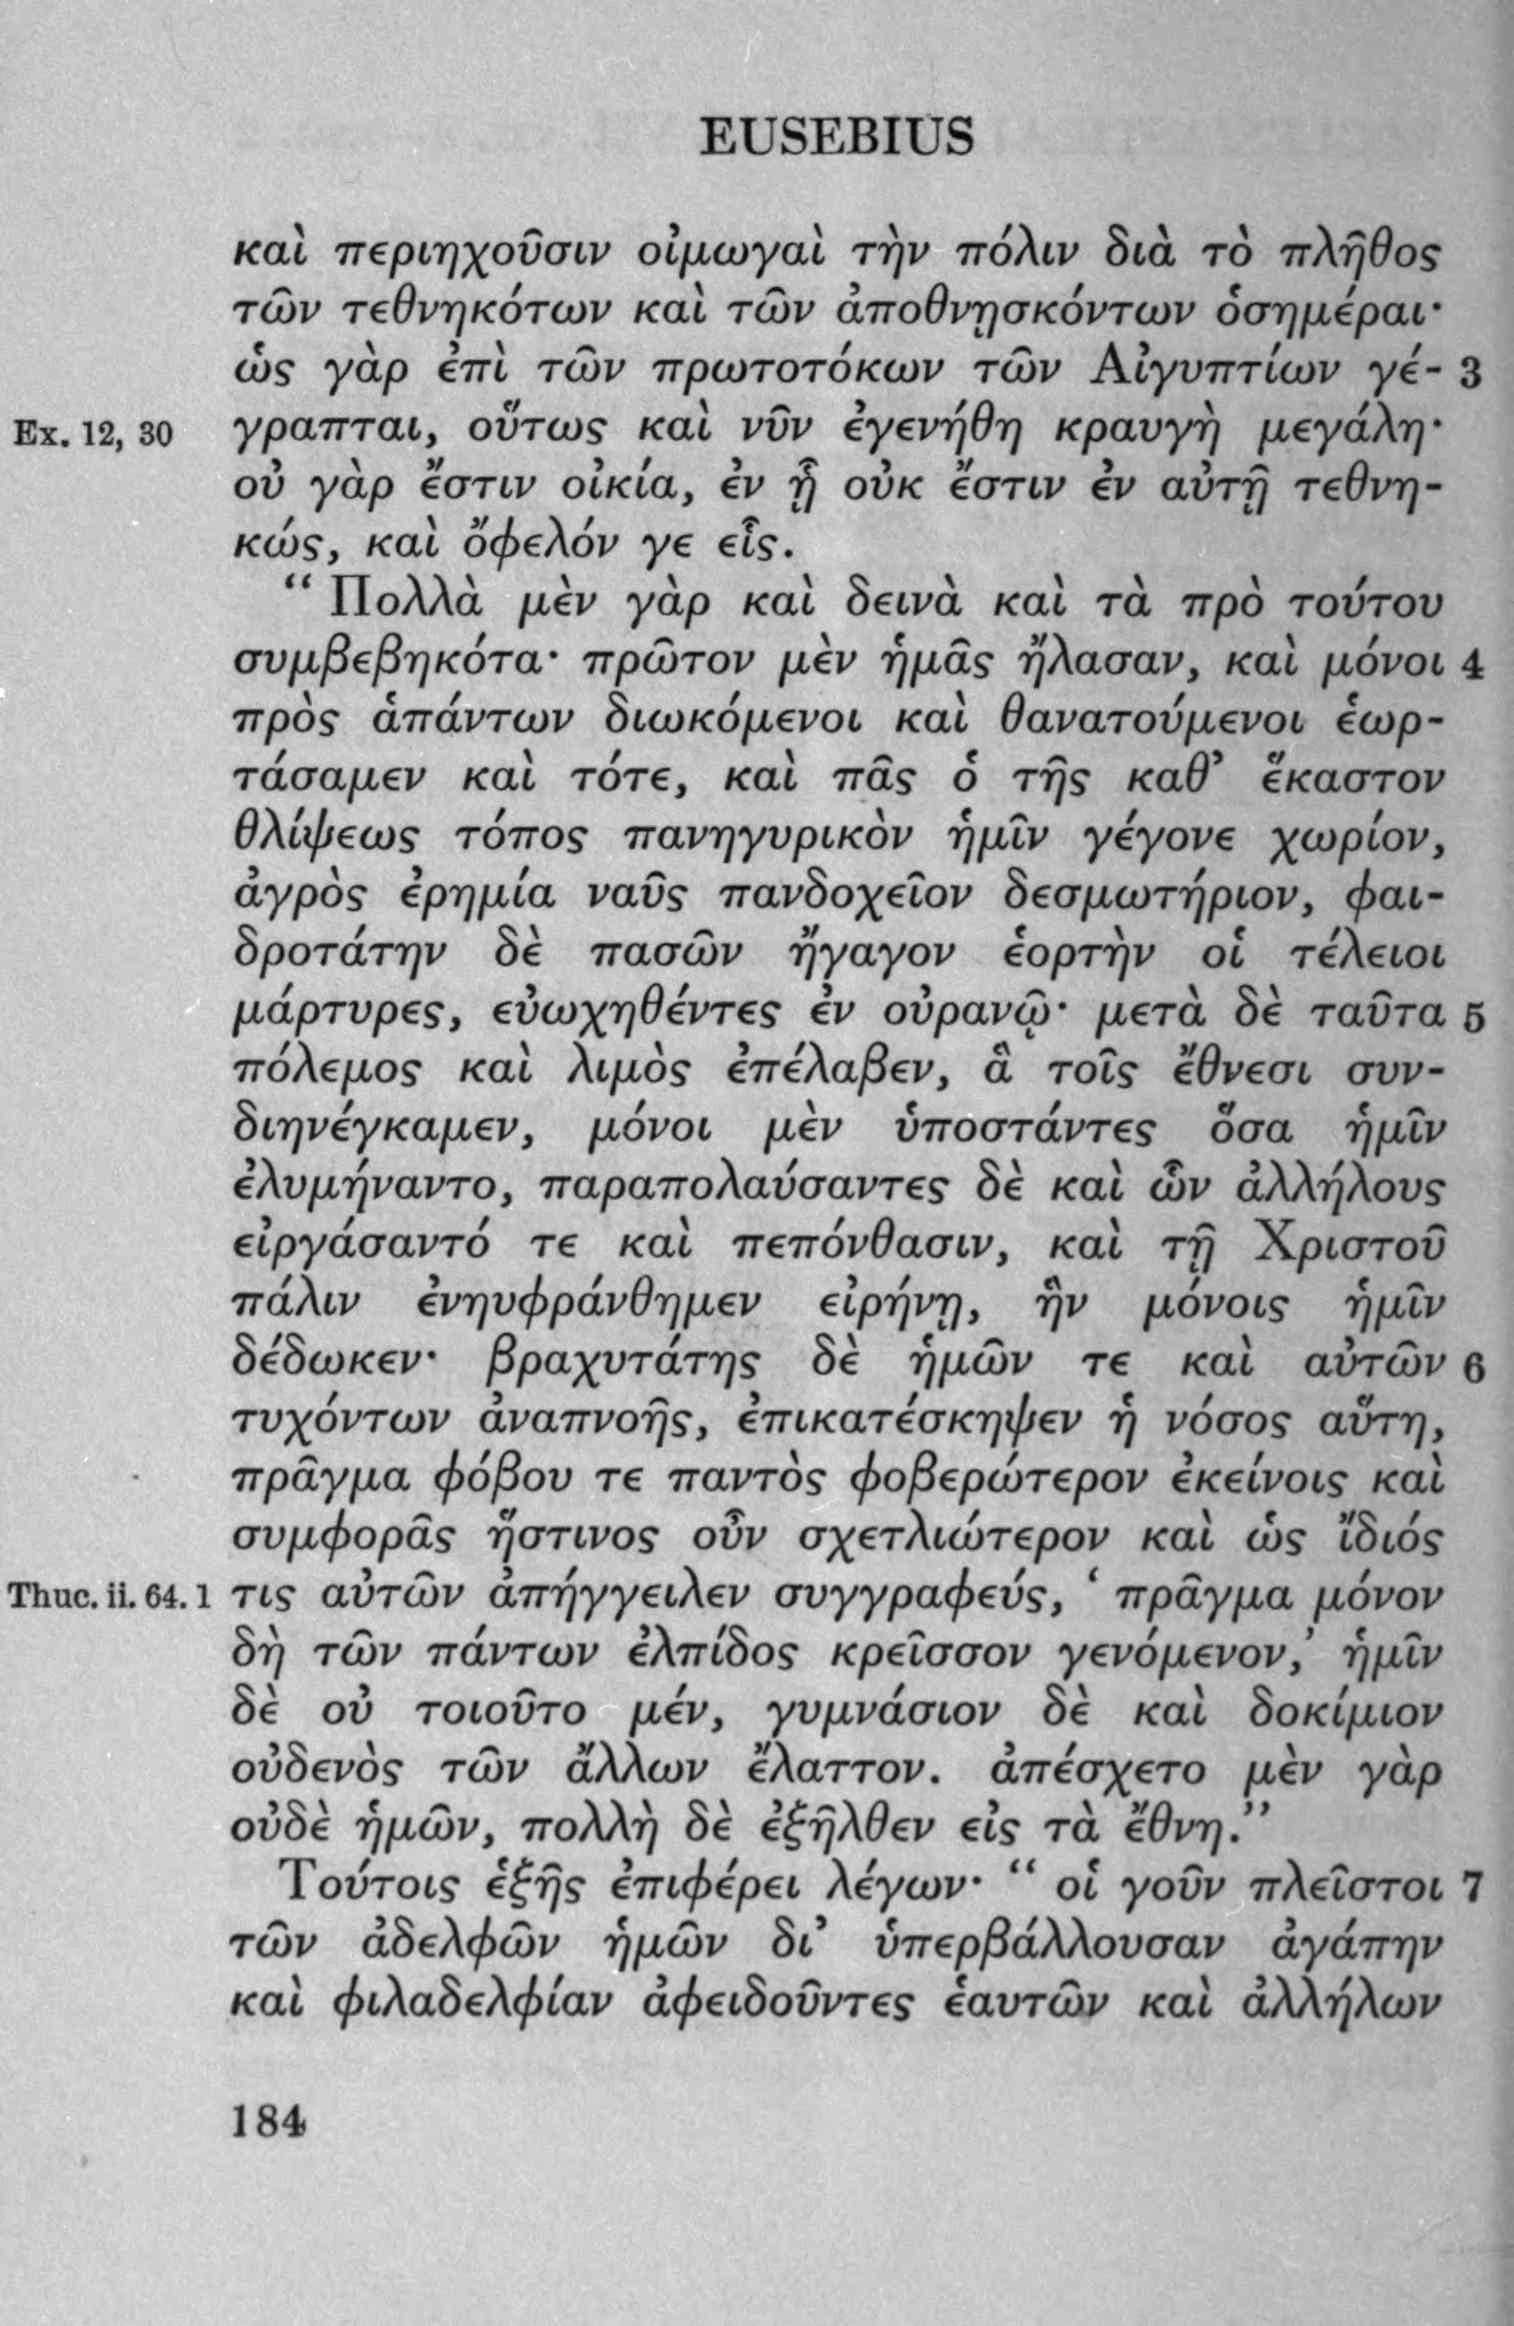 EUSEBIUS
καὶ περιηχοῦσιν οἰμωγαὶ τὴν πόλιν διὰ τὸ πλῆθος
τῶν τεθνηκότων καὶ τῶν ἀποθνῃσκόντων ὁσημέραι·
ὡς γὰρ ἐπὶ τῶν πρωτοτόκων τῶν Αἰγυπτίων γέ- 3
Ex. 12, 30 γραπται, οὕτως καὶ νῦν ἐγενήθη κραυγὴ μεγάλη·
οὐ γὰρ ἔστιν οἰκία, ἐν ᾗ οὐκ ἔστιν ἐν αὐτῇ τεθνη-
κώς, καὶ ὄφελόν γε εἷς.
“ Πολλὰ μὲν γὰρ καὶ δεινὰ καὶ τὰ πρὸ τούτου
συμβεβηκότα· πρῶτον μὲν ἡμᾶς ἤλασαν, καὶ μόνοι 4
πρὸς ἁπάντων διωκόμενοι καὶ θανατούμενοι ἑωρ-
τάσαμεν καὶ τότε, καὶ πᾶς ὁ τῆς καθ’ ἕκαστον
θλίψεως τόπος πανηγυρικὸν ἡμῖν γέγονε χωρίον,
ἀγρὸς ἐρημία ναῦς πανδοχεῖον δεσμωτήριον, φαι-
δροτάτην δὲ πασῶν ἤγαγον ἑορτὴν οἱ τέλειοι
μάρτυρες, εὐωχηθέντες ἐν οὐρανῷ· μετὰ δὲ ταῦτα 5
πόλεμος καὶ λιμὸς ἐπέλαβεν, ἃ τοῖς ἔθνεσι συν-
διηνέγκαμεν, μόνοι μὲν ὑποστάντες ὅσα ἡμῖν
ἐλυμήναντο, παραπολαύσαντες δὲ καὶ ὧν ἀλλήλους
εἰργάσαντό τε καὶ πεπόνθασιν, καὶ τῇ Χριστοῦ
πάλιν ἐνηυφράνθημεν εἰρήνῃ, ἣν μόνοις ἡμῖν
δέδωκεν· βραχυτάτης δὲ ἡμῶν τε καὶ αὐτῶν 6
τυχόντων ἀναπνοῆς, ἐπικατέσκηψεν ἡ νόσος αὕτη,
πρᾶγμα φόβου τε παντὸς φοβερώτερον ἐκείνοις καὶ
συμφορᾶς ἥστινος οὖν σχετλιώτερον καὶ ὡς ἴδιός
Thuc. ii. 64. 1 τις αὐτῶν ἀπήγγειλεν συγγραφεύς, ‘ πρᾶγμα μόνον
δὴ τῶν πάντων ἐλπίδος κρεῖσσον γενόμενον,’ ἡμῖν
δὲ οὐ τοιοῦτο μέν, γυμνάσιον δὲ καὶ δοκίμιον
οὐδενὸς τῶν ἄλλων ἔλαττον. ἀπέσχετο μὲν γὰρ
οὐδὲ ἡμῶν, πολλὴ δὲ ἐξῆλθεν εἰς τὰ ἔθνη.”
Τούτοις ἑξῆς ἐπιφέρει λέγων· “ οἱ γοῦν πλεῖστοι 7
τῶν ἀδελφῶν ἡμῶν δι’ ὑπερβάλλουσαν ἀγάπην
καὶ φιλαδελφίαν ἀφειδοῦντες ἑαυτῶν καὶ ἀλλήλων
184